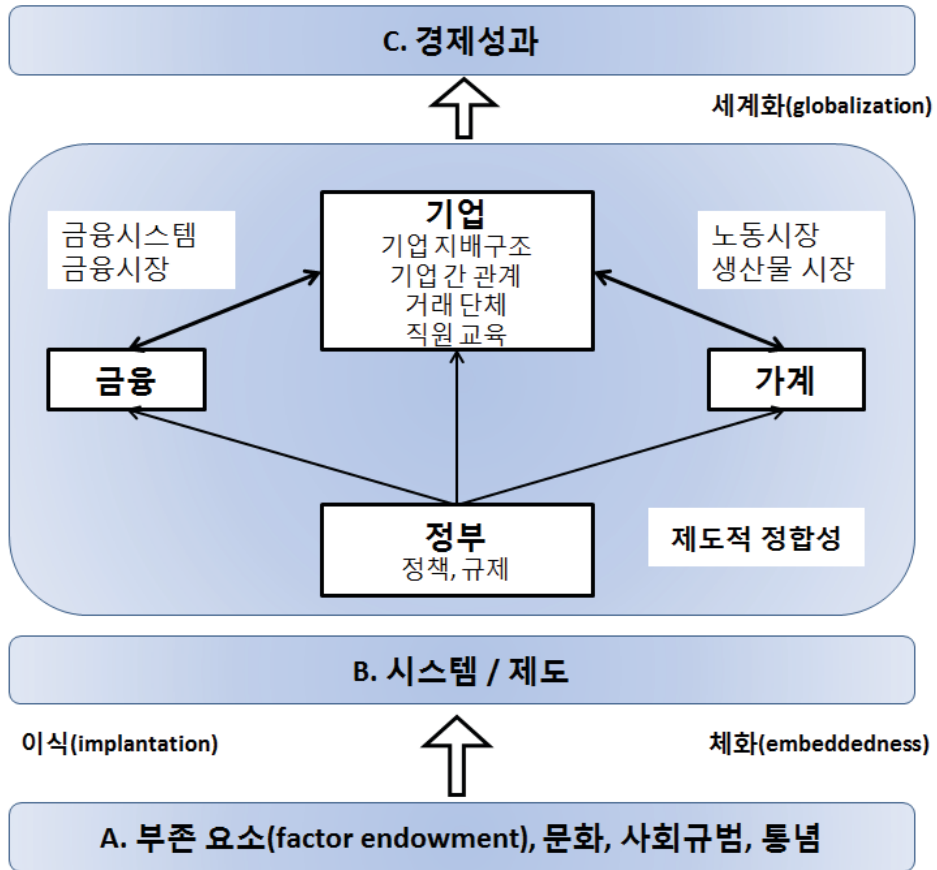 C. 경제성과
세계화(globalization)
금융시스템
금융시장
기업
기업 지배구조
기업 간 관계
거래 단체
직원 교육
노동시장
생산물 시장
금융
가계
정부
정책, 규제
제도적 정합성
B. 시스템 / 제도
이식(implantation)
체화(embeddedness)
A. 부존 요소(factor endowment), 문화, 사회규범, 통념